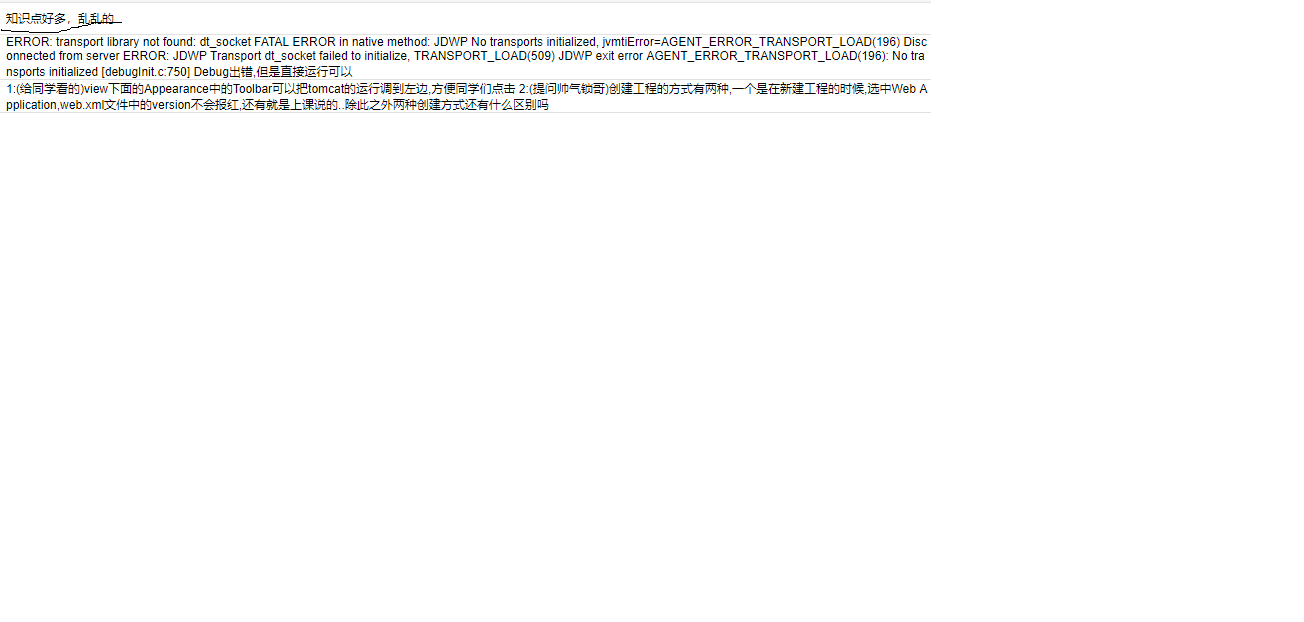 知识点好多，乱乱的...
ERROR: transport library not found: dt_socket FATAL ERROR in native method: JDWP No transports initialized, jvmtiError=AGENT_ERROR_TRANSPORT_LOAD(196) Disc
onnected from server ERROR: JDWP Transport dt_socket failed to initialize, TRANSPORT_LOAD(509) JDWP exit error AGENT_ERROR_TRANSPORT_LOAD(196): No tra
nsports initialized [debugInit.c:750] Debug出错,但是直接运行可以
1:(给同学看的)view下面的Appearance中的Toolbar可以把tomcat的运行调到左边,方便同学们点击 2:(提问帅气锁哥)创建工程的方式有两种,一个是在新建工程的时候,选中Web A
pplication,web.xml文件中的version不会报红,还有就是上课说的..除此之外两种创建方式还有什么区别吗